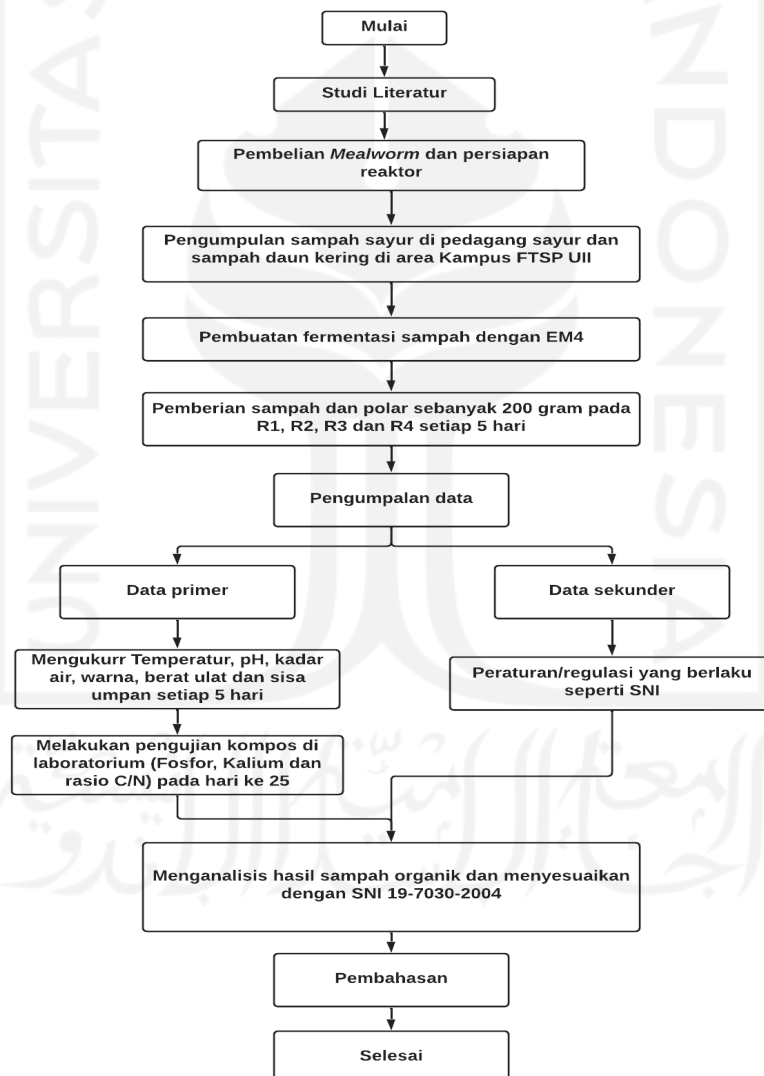 Mulai
Studi Literatur
Pembelian Mealworm dan persiapan
reaktor
Pengumpulan sampah sayur di pedagang sayur dan
sampah daun kering di area Kampus FTSP UII
Pembuatan fermentasi sampah dengan EM4
Pemberian sampah dan polar sebanyak 200 gram pada
R1, R2, R3 dan R4 setiap 5 hari
Pengumpalan data
Data primer
Data sekunder
Mengukurr Temperatur, pH, kadar
air, warna, berat ulat dan sisa
umpan setiap 5 hari
Peraturan/regulasi yang berlaku
seperti SNI
Melakukan pengujian kompos di
laboratorium (Fosfor, Kalium dan
rasio C/N) pada hari ke 25
Menganalisis hasil sampah organik dan menyesuaikan
dengan SNI 19-7030-2004
Pembahasan
Selesai
UNIVERSITAS
INDONESIA